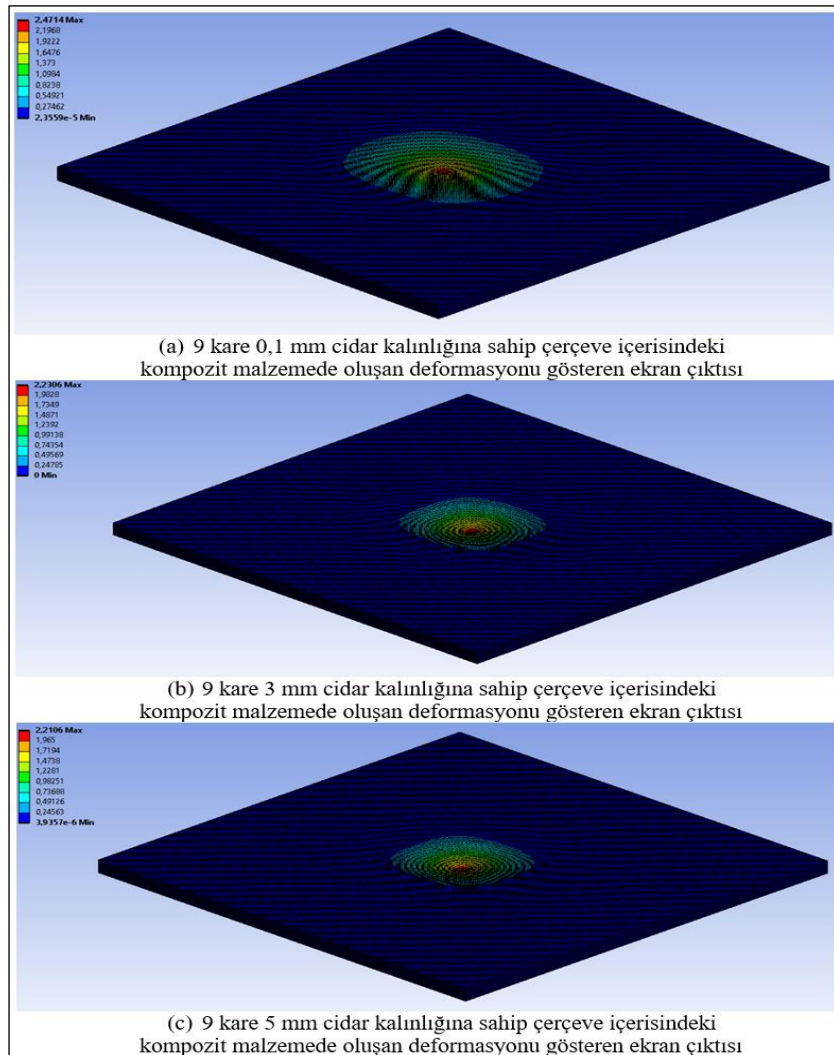 2,4714 Max
2,1968
1,9222
1,6476
1,373
1,0984
0,8238
0,54921
0,27462
2,3559e-5 Min
(a) 9 kare 0,1 mm cidar kalınlığına sahip çerçeve içerisindeki
kompozit malzemede oluşan deformasyonu gösteren ekran çıktısı
2,2306 Max
1,9828
1,7349
1,4871
1,2392
0,99138
0,74354
0,49569
0,24785
0 Min
(b) 9 kare 3 mm cidar kalınlığına sahip çerçeve içerisindeki
kompozit malzemede oluşan deformasyonu gösteren ekran çıktısı
2,2106 Max
1,965
1,7194
1,4738
1,2281
0,98251
0,73688
0,49126
0,24563
3,9357e-6 Min
(c) 9 kare 5 mm cidar kalınlığına sahip çerçeve içerisindeki
kompozit malzemede oluşan deformasyonu gösteren ekran çıktısı